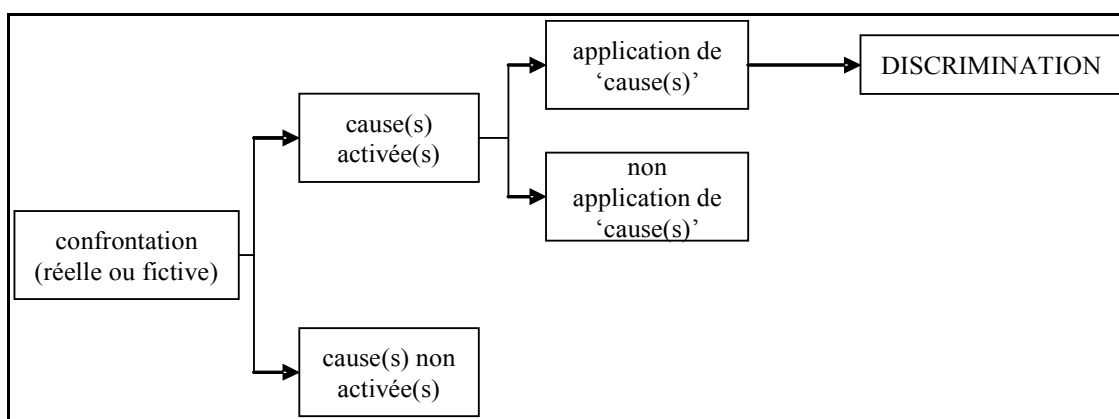 application de
‘cause(s)’
DISCRIMINATION
cause(s)
activée(s)
non
application de
‘cause(s)’
confrontation
(réelle ou fictive)
cause(s) non
activée(s)